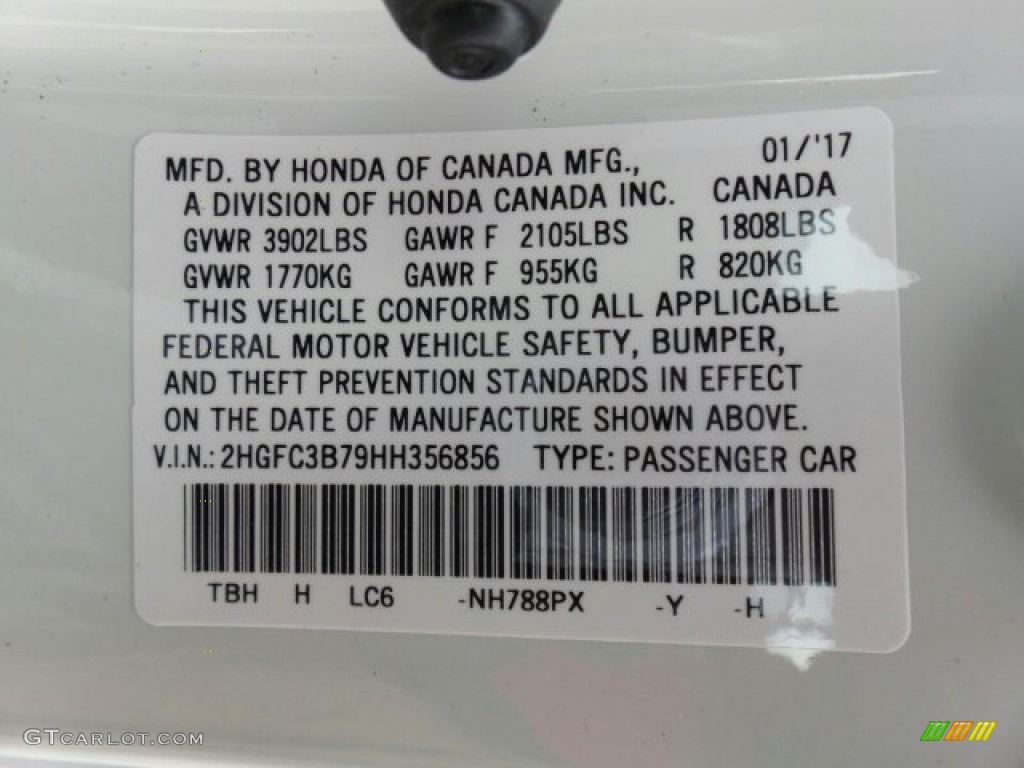 MFD. BY HONDA OF CANADA MFG., 01/'17
A DIVISION OF HONDA CANADA INC. CANADA
GVWR 3902LBS GAWR F 2105LBS R 1808LBS
GVWR 1770KG GAWR F 955KG R 820KG
THIS VEHICLE CONFORMS TO ALL APPLICABLE
FEDERAL MOTOR VEHICLE SAFETY, BUMPER,
AND THEFT PREVENTION STANDARDS IN EFFECT
ON THE DATE OF MANUFACTURE SHOWN ABOVE.
V.I.N.: 2HGFC3B79HH356856 TYPE: PASSENGER CAR
TBH H LC6 -NH788PX -Y -H
GTCARLOT.COM